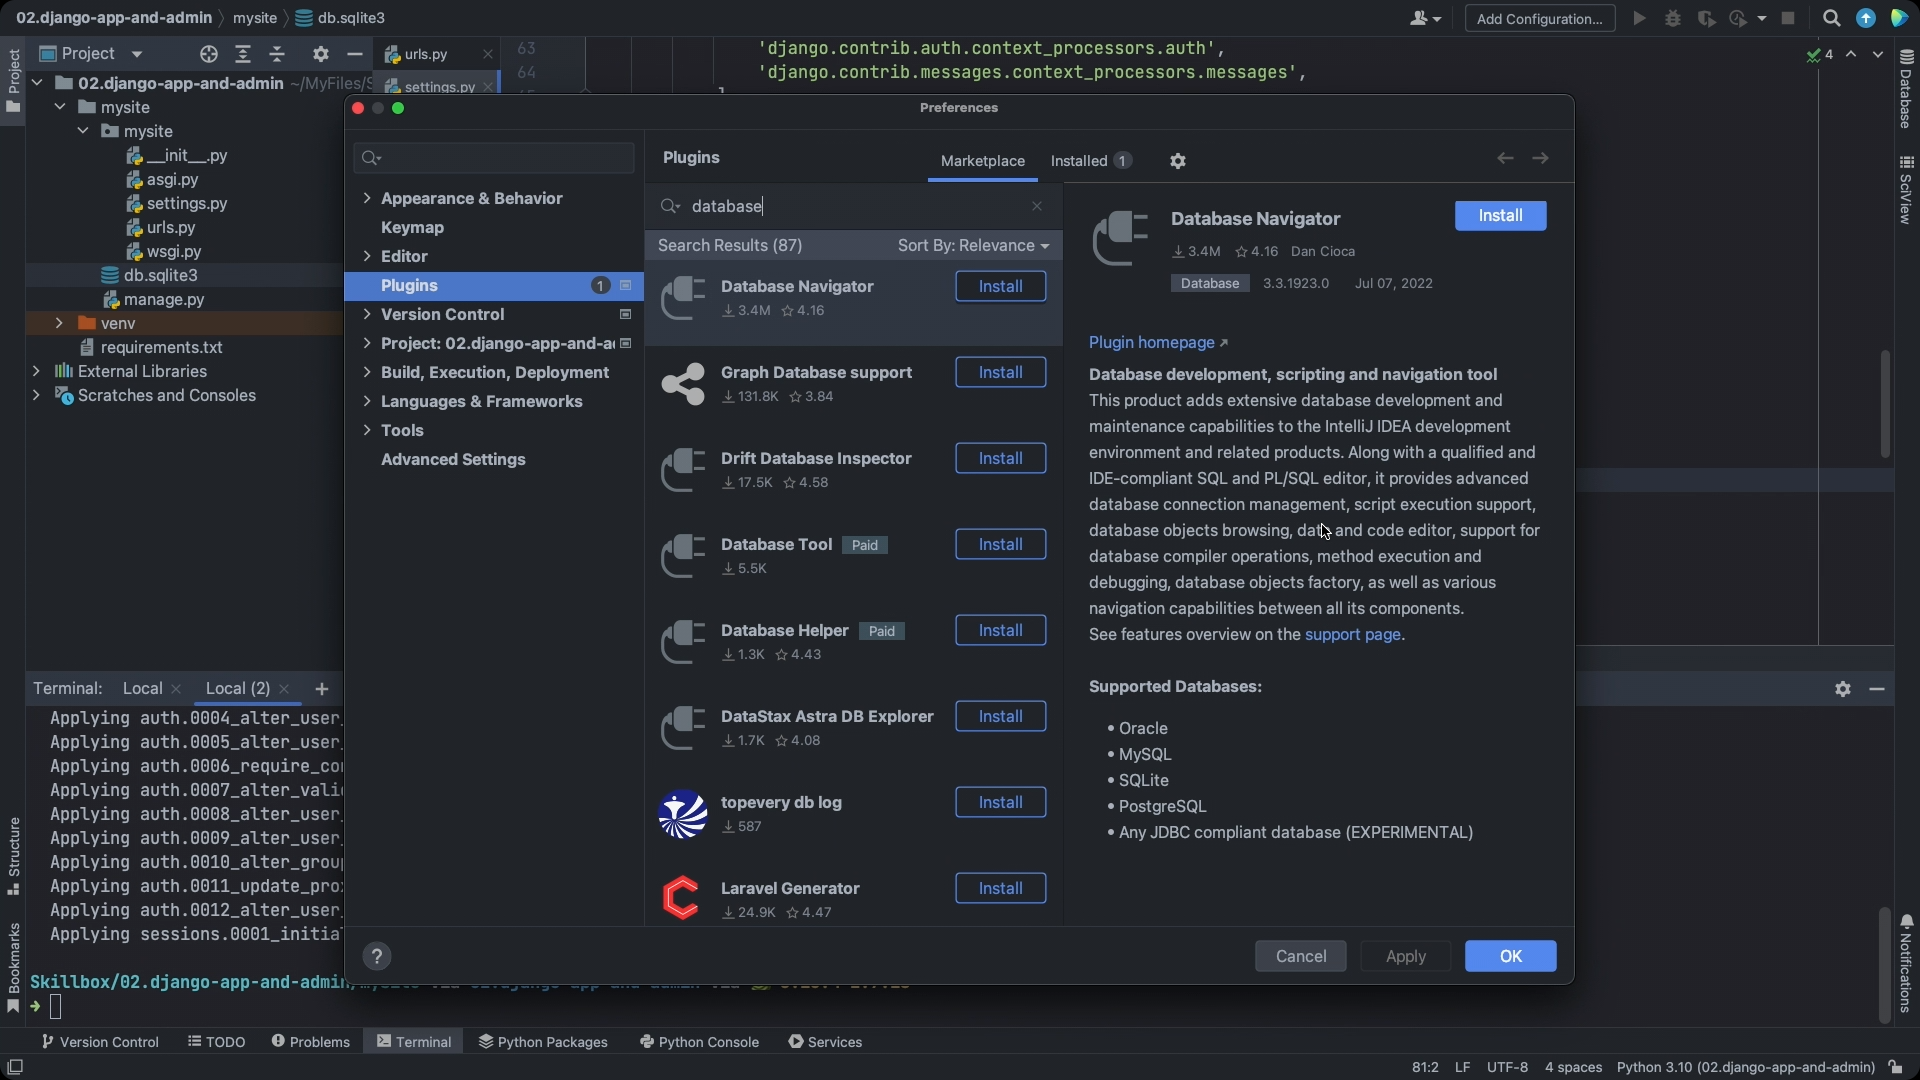 02.django-app-and-admin mysite db.sqlite3
Add Configuration...
Project
urls.py
63
'django.contrib.auth.context_processors.auth',
4
02.django-app-and-admin ~/MyFiles/S
settings.py
64
'django.contrib.messages.context_processors.messages',
mysite
mysite
__init__.py
asgi.py
settings.py
urls.py
wsgi.py
db.sqlite3
manage.py
venv
requirements.txt
External Libraries
Scratches and Consoles
Project
Structure
Bookmarks
Database
SciView
Notifications
Preferences
Appearance & Behavior
Keymap
Editor
Plugins 1
Version Control
Project: 02.django-app-and-a
Build, Execution, Deployment
Languages & Frameworks
Tools
Advanced Settings
Plugins
Marketplace
Installed 1
database
Search Results (87)
Sort By: Relevance
Database Navigator
Install
3.4M 4.16
Graph Database support
Install
131.8K 3.84
Drift Database Inspector
Install
17.5K 4.58
Database Tool Paid
Install
5.5K
Database Helper Paid
Install
1.3K 4.43
DataStax Astra DB Explorer
Install
1.7K 4.08
topevery db log
Install
587
Laravel Generator
Install
24.9K 4.47
Database Navigator
Install
3.4M 4.16 Dan Cioca
Database 3.3.1923.0 Jul 07, 2022
Plugin homepage
Database development, scripting and navigation tool
This product adds extensive database development and
maintenance capabilities to the IntelliJ IDEA development
environment and related products. Along with a qualified and
IDE-compliant SQL and PL/SQL editor, it provides advanced
database connection management, script execution support,
database objects browsing, data and code editor, support for
database compiler operations, method execution and
debugging, database objects factory, as well as various
navigation capabilities between all its components.
See features overview on the support page.
Supported Databases:
• Oracle
• MySQL
• SQLite
• PostgreSQL
• Any JDBC compliant database (EXPERIMENTAL)
?
Cancel
Apply
OK
Terminal: Local Local (2) +
Applying auth.0004_alter_user_
Applying auth.0005_alter_user_
Applying auth.0006_require_co
Applying auth.0007_alter_vali
Applying auth.0008_alter_user_
Applying auth.0009_alter_user_
Applying auth.0010_alter_grou
Applying auth.0011_update_pro
Applying auth.0012_alter_user_
Applying sessions.0001_initia
Skillbox/02.django-app-and-admin
Version Control TODO Problems Terminal Python Packages Python Console Services
81:2 LF UTF-8 4 spaces Python 3.10 (02.django-app-and-admin)